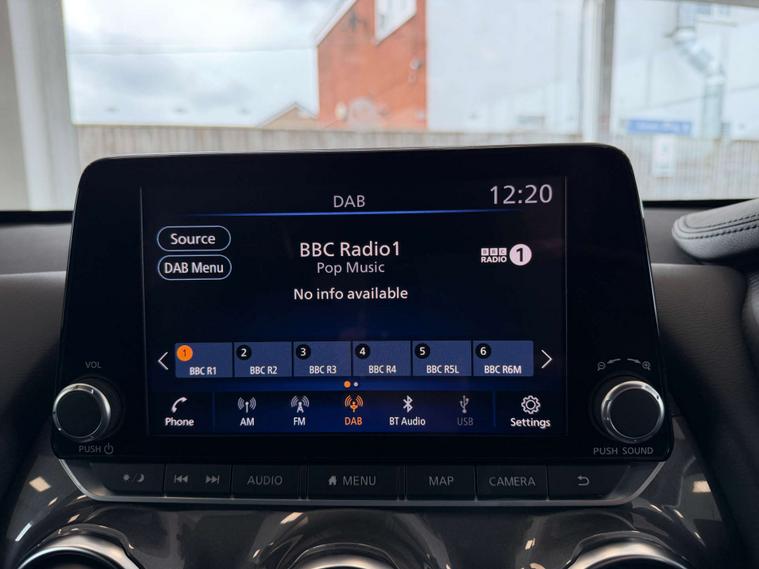 DAB
12:20
Source
DAB Menu
BBC Radio1
Pop Music
No info available
BBC
RADIO 1
1 BBC R1
2 BBC R2
3 BBC R3
4 BBC R4
5 BBC R5L
6 BBC R6M
VOL
Phone
AM
FM
DAB
BT Audio
USB
Settings
PUSH
PUSH SOUND
AUDIO
MENU
MAP
CAMERA